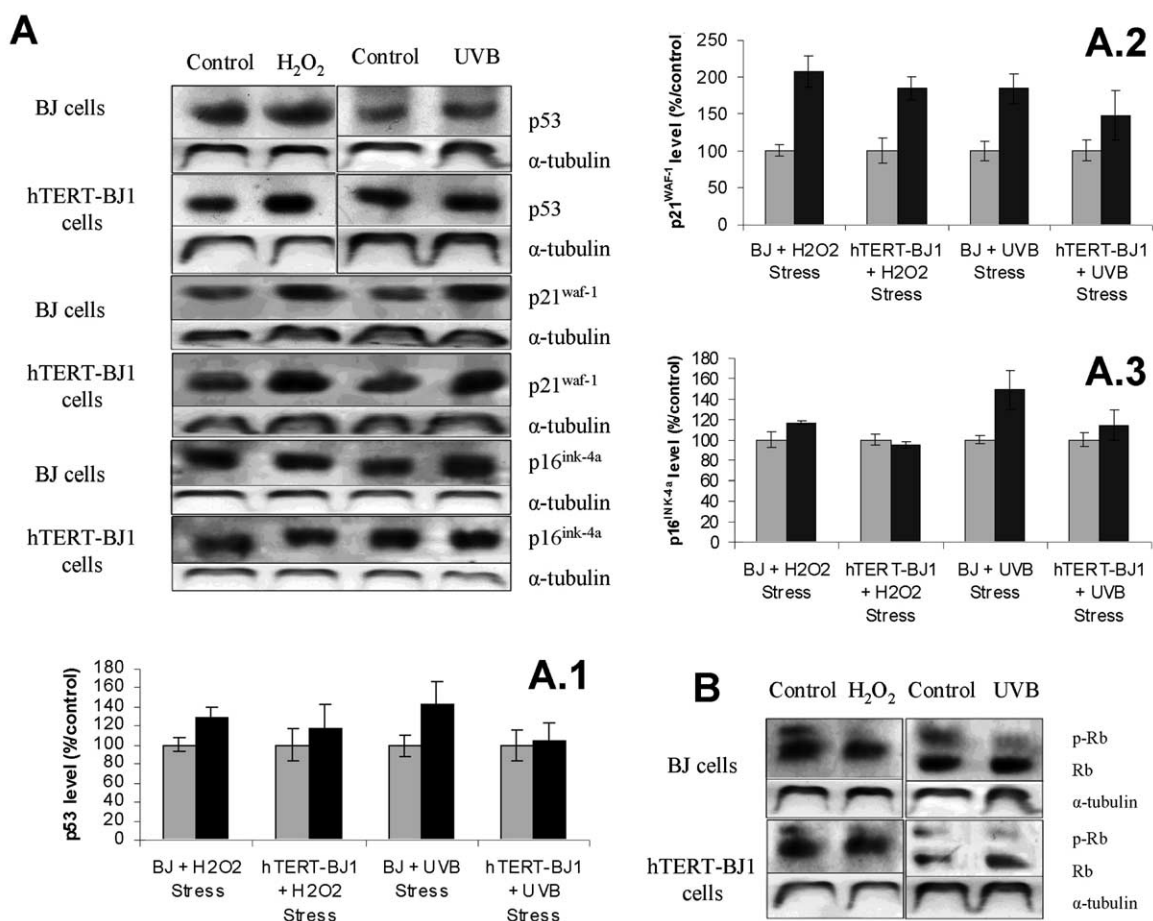 A
Control H₂O₂ Control UVB
BJ cells
p53
α-tubulin
hTERT-BJ1
cells
p53
α-tubulin
BJ cells
p21waf-1
α-tubulin
hTERT-BJ1
cells
p21waf-1
α-tubulin
BJ cells
p16ink-4a
α-tubulin
hTERT-BJ1
cells
p16ink-4a
α-tubulin
A.2
p21WAF-1 level (%/control)
250
200
150
100
50
0
BJ + H2O2 hTERT-BJ1 BJ + UVB hTERT-BJ1
Stress + H2O2 Stress + UVB
Stress Stress
A.3
p16INK-4a level (%/control)
180
160
140
120
100
80
60
40
20
0
BJ + H2O2 hTERT-BJ1 BJ + UVB hTERT-BJ1
Stress + H2O2 Stress + UVB
Stress Stress
A.1
p53 level (%/control)
180
160
140
120
100
80
60
40
20
0
BJ + H2O2 hTERT-BJ1 BJ + UVB hTERT-BJ1
Stress + H2O2 Stress + UVB
Stress Stress
B
Control H₂O₂ Control UVB
BJ cells
p-Rb
Rb
α-tubulin
hTERT-BJ1
cells
p-Rb
Rb
α-tubulin